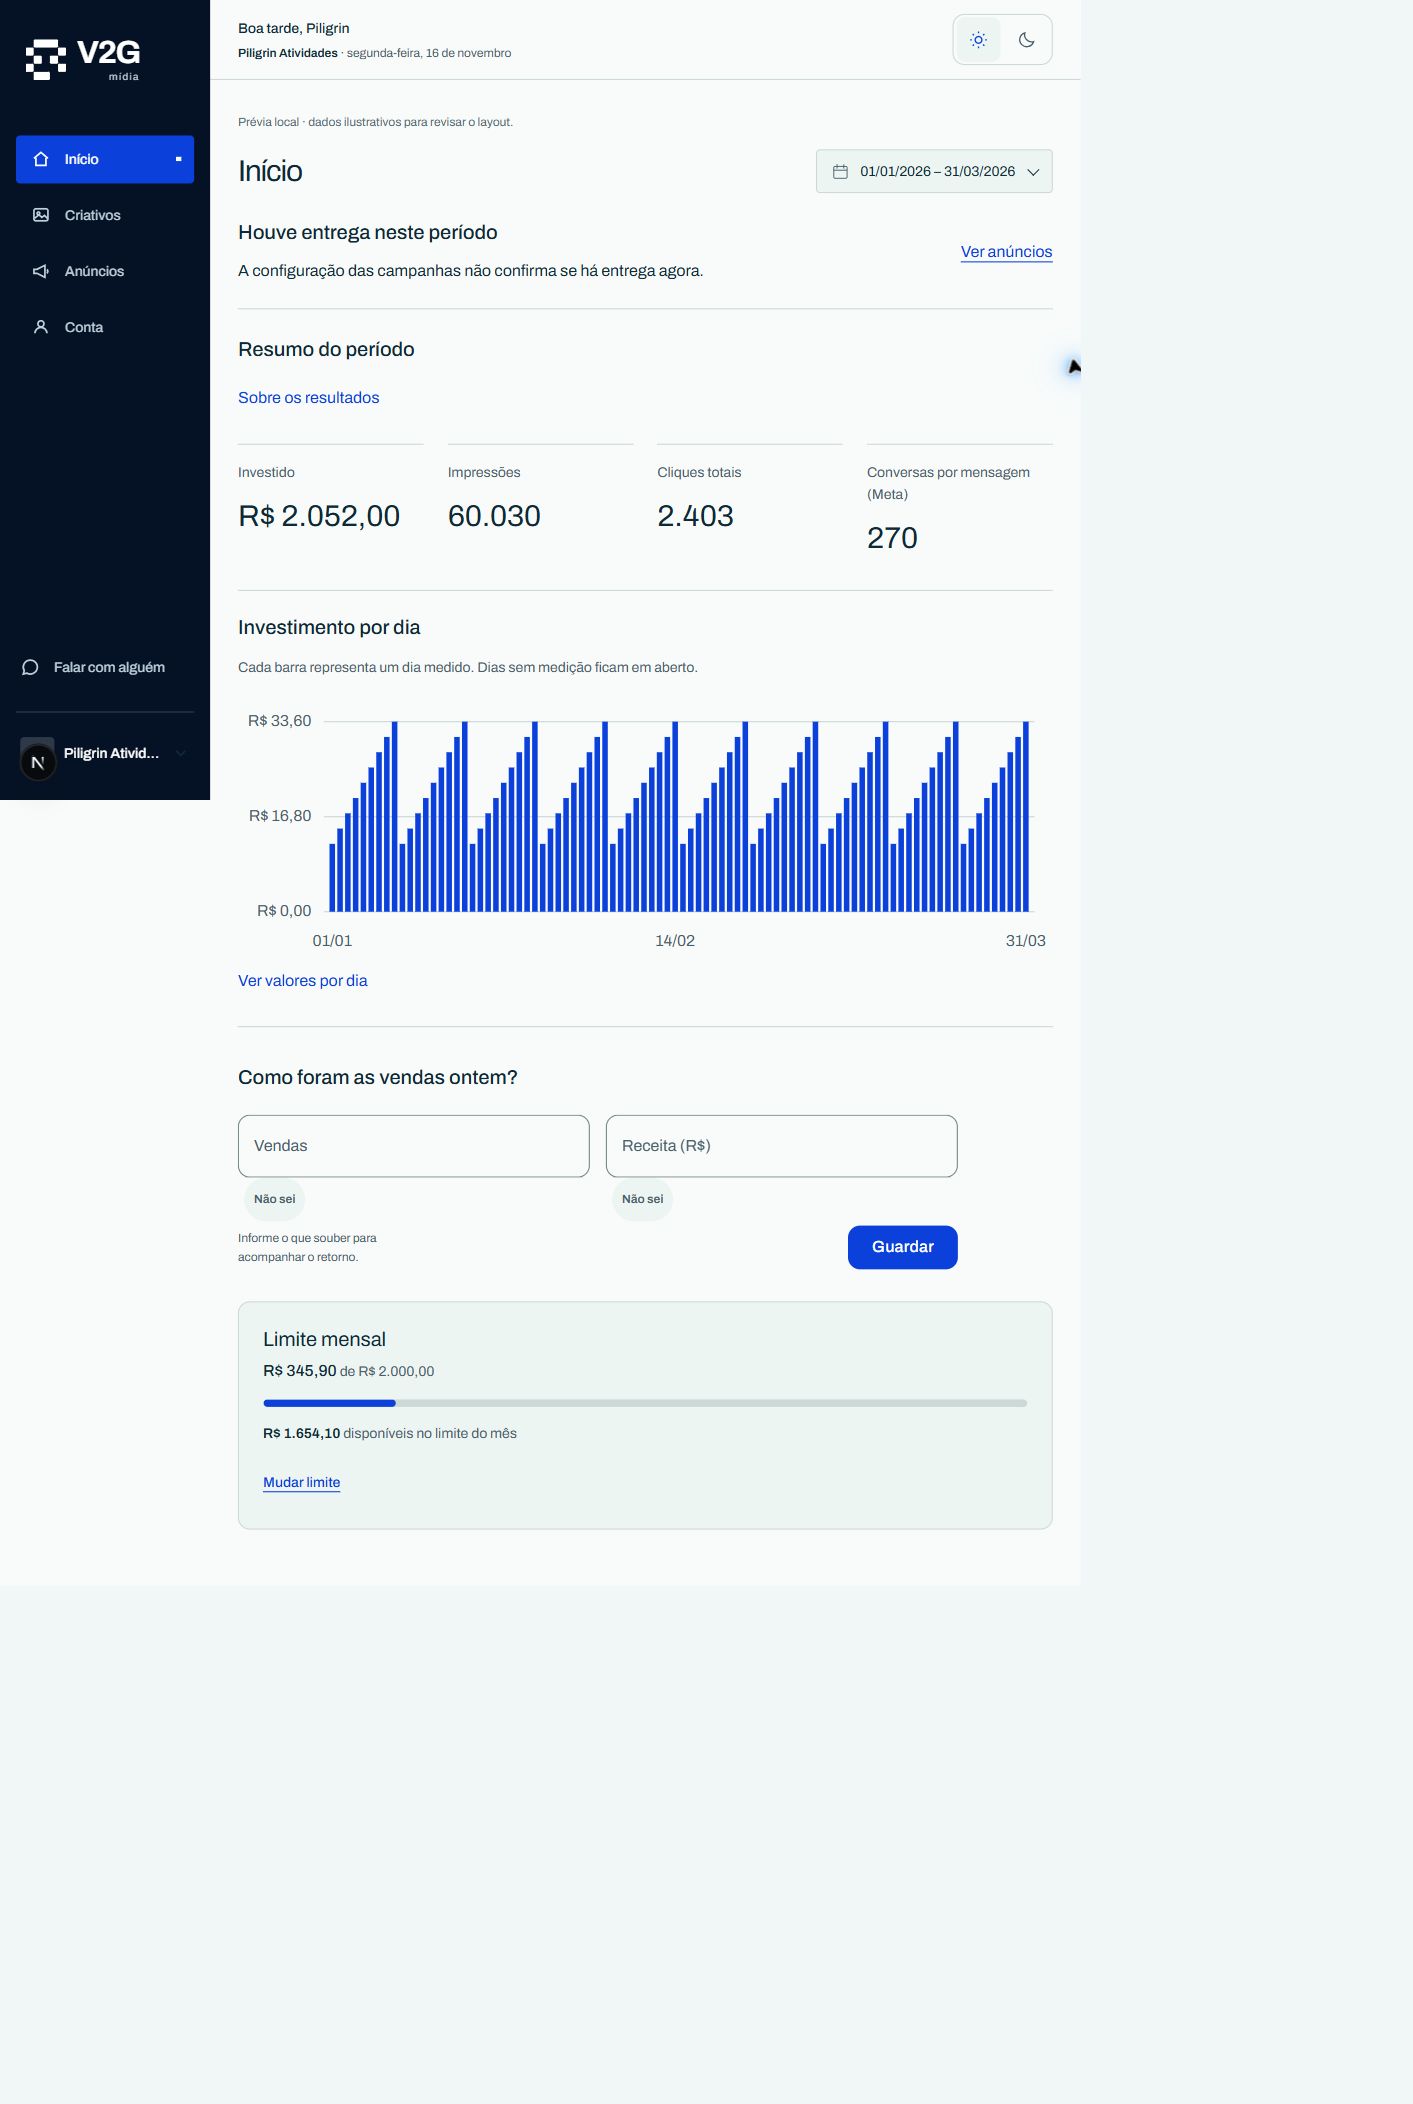 V2G
mídia
Início
Criativos
Anúncios
Conta
Falar com alguém
N
Piligrin Ativid...
Boa tarde, Piligrin
Piligrin Atividades · segunda-feira, 16 de novembro
Prévia local · dados ilustrativos para revisar o layout.
Início
01/01/2026 – 31/03/2026
Houve entrega neste período
A configuração das campanhas não confirma se há entrega agora.
Ver anúncios
Resumo do período
Sobre os resultados
Investido
R$ 2.052,00
Impressões
60.030
Cliques totais
2.403
Conversas por mensagem
(Meta)
270
Investimento por dia
Cada barra representa um dia medido. Dias sem medição ficam em aberto.
R$ 33,60
R$ 16,80
R$ 0,00
01/01
14/02
31/03
Ver valores por dia
Como foram as vendas ontem?
Vendas
Receita (R$)
Não sei
Não sei
Informe o que souber para
acompanhar o retorno.
Guardar
Limite mensal
R$ 345,90 de R$ 2.000,00
R$ 1.654,10 disponíveis no limite do mês
Mudar limite